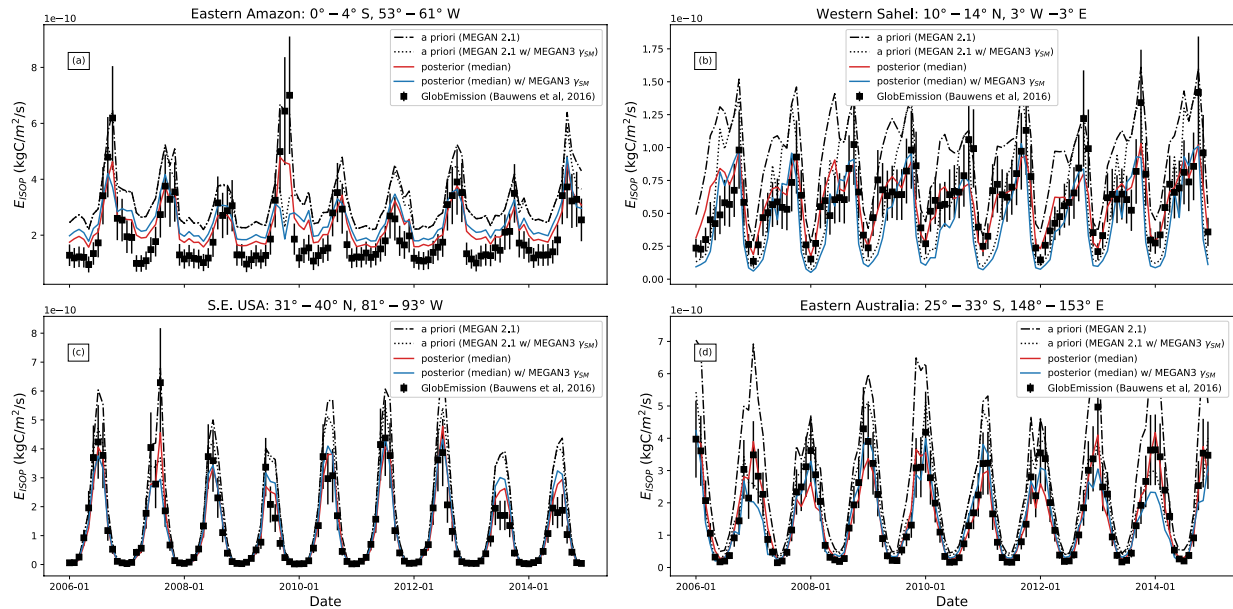 Eastern Amazon: 0° − 4° S, 53° − 61° W
1e−10
(a)
a priori (MEGAN 2.1)
a priori (MEGAN 2.1 w/ MEGAN3 γSM)
posterior (median)
posterior (median) w/ MEGAN3 γSM
GlobEmission (Bauwens et al, 2016)
8
6
4
2
EISOP (kgC/m²/s)
Western Sahel: 10° − 14° N, 3° W −3° E
1e−10
(b)
a priori (MEGAN 2.1)
a priori (MEGAN 2.1 w/ MEGAN3 γSM)
posterior (median)
posterior (median) w/ MEGAN3 γSM
GlobEmission (Bauwens et al, 2016)
1.75
1.50
1.25
1.00
0.75
0.50
0.25
0.00
EISOP (kgC/m²/s)
S.E. USA: 31° − 40° N, 81° − 93° W
1e−10
(c)
a priori (MEGAN 2.1)
a priori (MEGAN 2.1 w/ MEGAN3 γSM)
posterior (median)
posterior (median) w/ MEGAN3 γSM
GlobEmission (Bauwens et al, 2016)
8
7
6
5
4
3
2
1
0
EISOP (kgC/m²/s)
2006-01
2008-01
2010-01
2012-01
2014-01
Date
Eastern Australia: 25° − 33° S, 148° − 153° E
1e−10
(d)
a priori (MEGAN 2.1)
a priori (MEGAN 2.1 w/ MEGAN3 γSM)
posterior (median)
posterior (median) w/ MEGAN3 γSM
GlobEmission (Bauwens et al, 2016)
7
6
5
4
3
2
1
0
EISOP (kgC/m²/s)
2006-01
2008-01
2010-01
2012-01
2014-01
Date